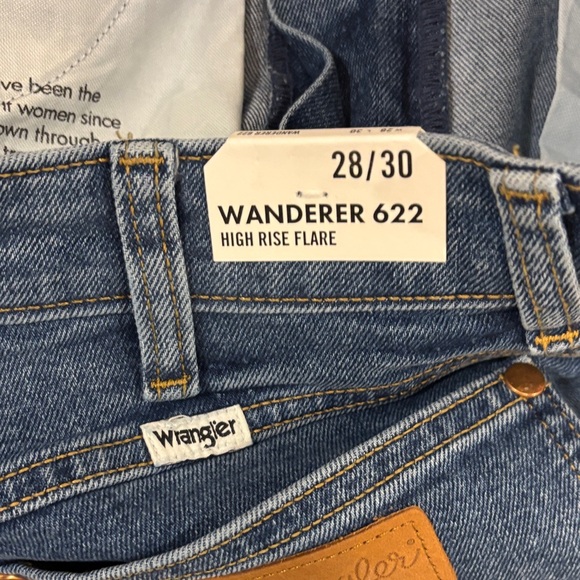 ve been the
women since
own through
28/30
WANDERER 622
HIGH RISE FLARE
Wrangler